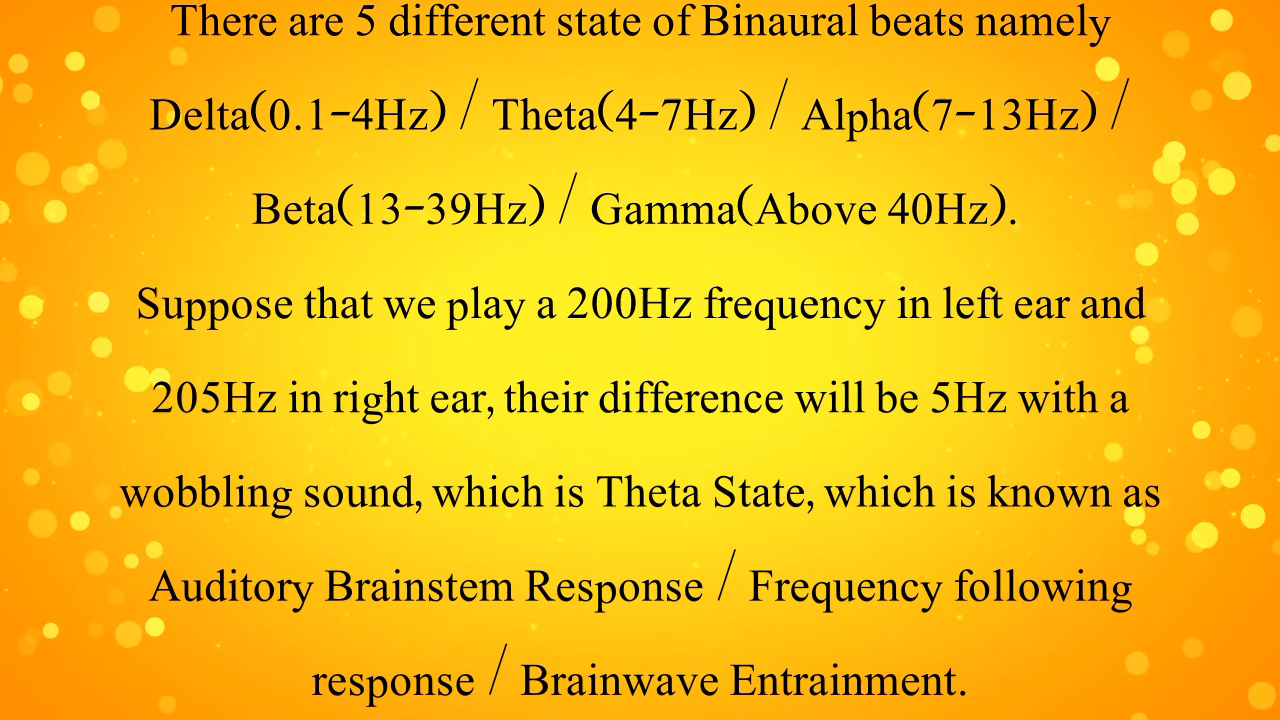 There are 5 different state of Binaural beats namely
Delta(0.1-4Hz) / Theta(4-7Hz) / Alpha(7-13Hz) /
Beta(13-39Hz) / Gamma(Above 40Hz).
Suppose that we play a 200Hz frequency in left ear and
205Hz in right ear, their difference will be 5Hz with a
wobbling sound, which is Theta State, which is known as
Auditory Brainstem Response / Frequency following
response / Brainwave Entrainment.